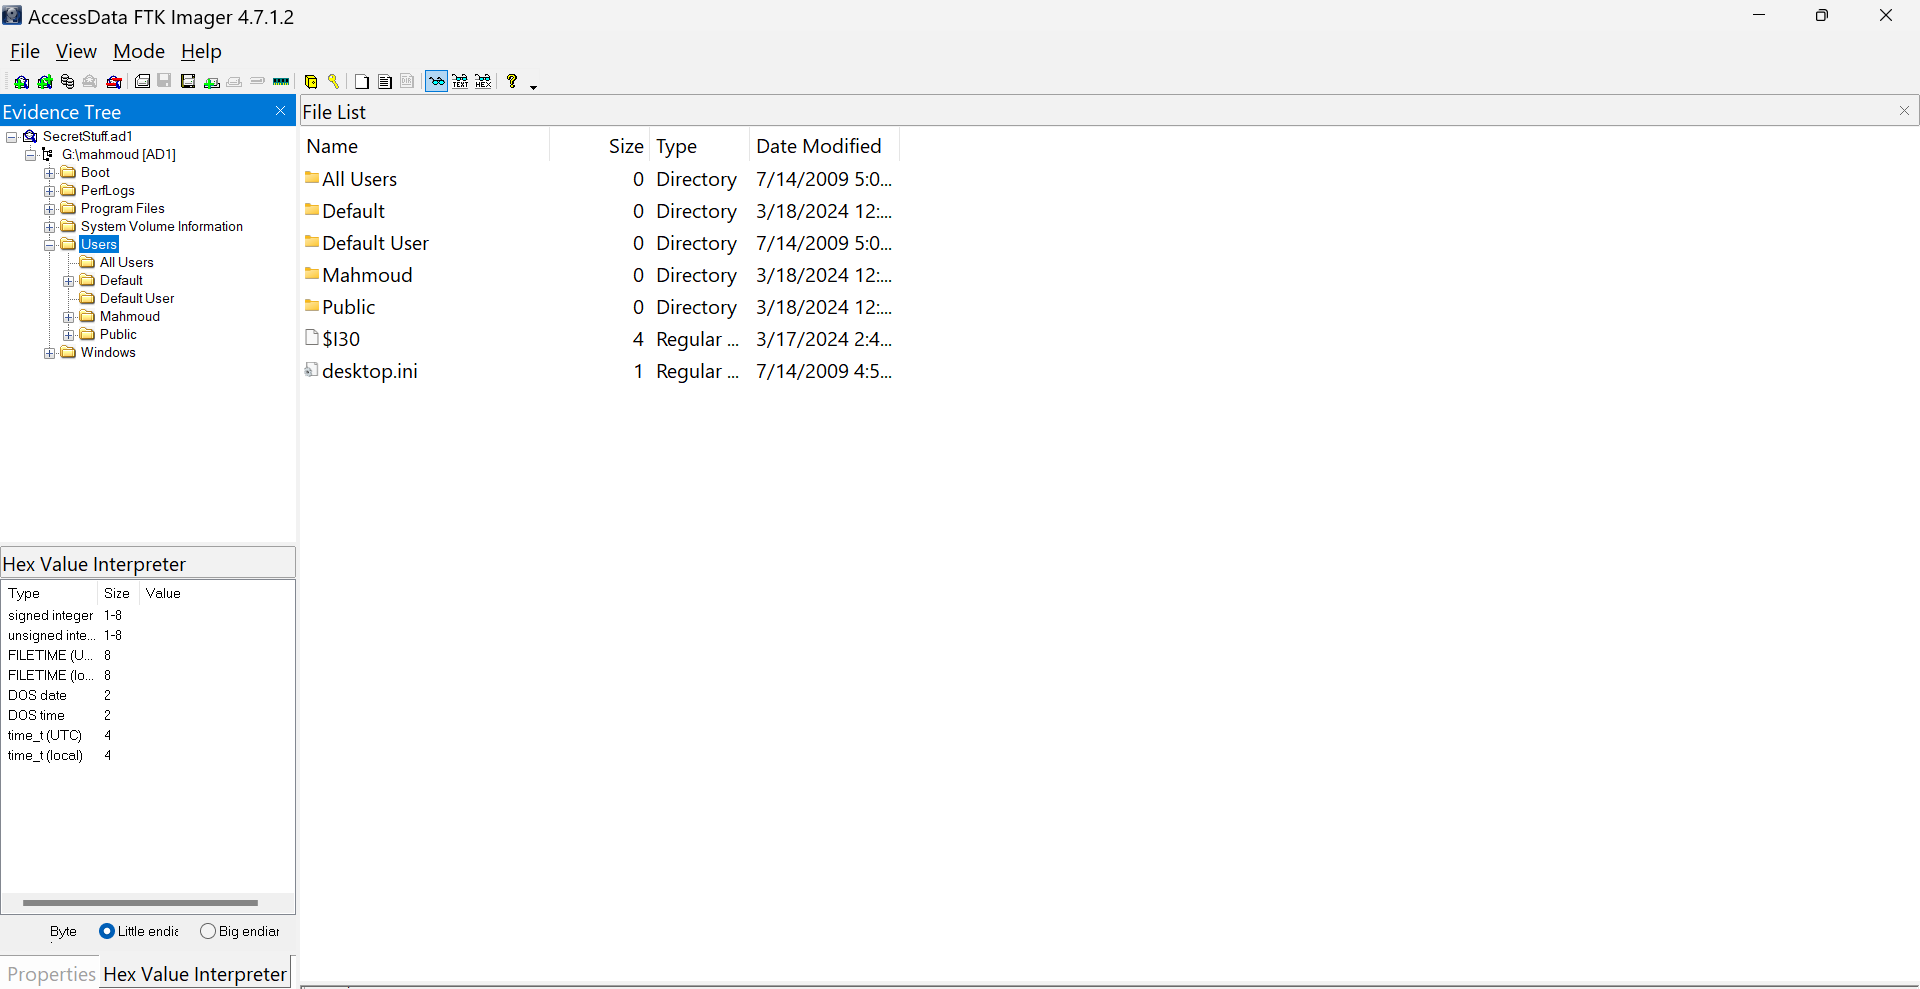 AccessData FTK Imager 4.7.1.2
File View Mode Help
TEXT HEX
Evidence Tree
SecretStuff.ad1
G:\mahmoud [AD1]
Boot
PerfLogs
Program Files
System Volume Information
Users
All Users
Default
Default User
Mahmoud
Public
Windows
File List
Name Size Type Date Modified
All Users 0 Directory 7/14/2009 5:0...
Default 0 Directory 3/18/2024 12:...
Default User 0 Directory 7/14/2009 5:0...
Mahmoud 0 Directory 3/18/2024 12:...
Public 0 Directory 3/18/2024 12:...
$I30 4 Regular ... 3/17/2024 2:4...
desktop.ini 1 Regular ... 7/14/2009 4:5...
Hex Value Interpreter
Type Size Value
signed integer 1-8
unsigned inte... 1-8
FILETIME (U... 8
FILETIME (lo... 8
DOS date 2
DOS time 2
time_t (UTC) 4
time_t (local) 4
Byte Little endia Big endian
Properties Hex Value Interpreter